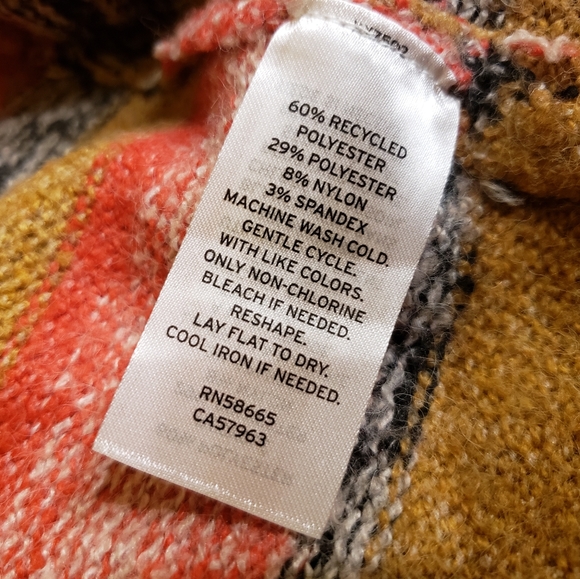 60% RECYCLED
POLYESTER
29% POLYESTER
8% NYLON
3% SPANDEX
MACHINE WASH COLD.
GENTLE CYCLE.
WITH LIKE COLORS.
ONLY NON-CHLORINE
BLEACH IF NEEDED.
RESHAPE.
LAY FLAT TO DRY.
COOL IRON IF NEEDED.
RN58665
CA57963